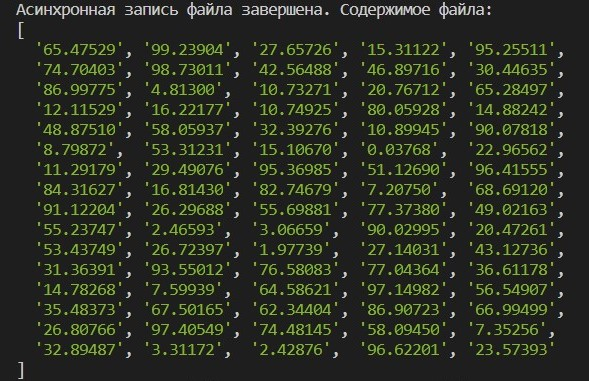 Асинхронная запись файла завершена. Содержимое файла:
[
'65.47529', '99.23904', '27.65726', '15.31122', '95.25511',
'74.70403', '98.73011', '42.56488', '46.89716', '30.44635',
'86.99775', '4.81300', '10.73271', '20.76712', '65.28497',
'12.11529', '16.22177', '10.74925', '80.05928', '14.88242',
'48.87510', '58.05937', '32.39276', '10.89945', '90.07818',
'8.79872', '53.31231', '15.10670', '0.03768', '22.96562',
'11.29179', '29.49076', '95.36985', '51.12690', '96.41555',
'84.31627', '16.81430', '82.74679', '7.20750', '68.69120',
'91.12204', '26.29688', '55.69881', '77.37380', '49.02163',
'55.23747', '2.46593', '3.06659', '90.02995', '20.47261',
'53.43749', '26.72397', '1.97739', '27.14031', '43.12736',
'31.36391', '93.55012', '76.58083', '77.04364', '36.61178',
'14.78268', '7.59939', '64.58621', '97.14982', '56.54907',
'35.48373', '67.50165', '62.34404', '86.90723', '66.99499',
'26.80766', '97.40549', '74.48145', '58.09450', '7.35256',
'32.89487', '3.31172', '2.42876', '96.62201', '23.57393'
]